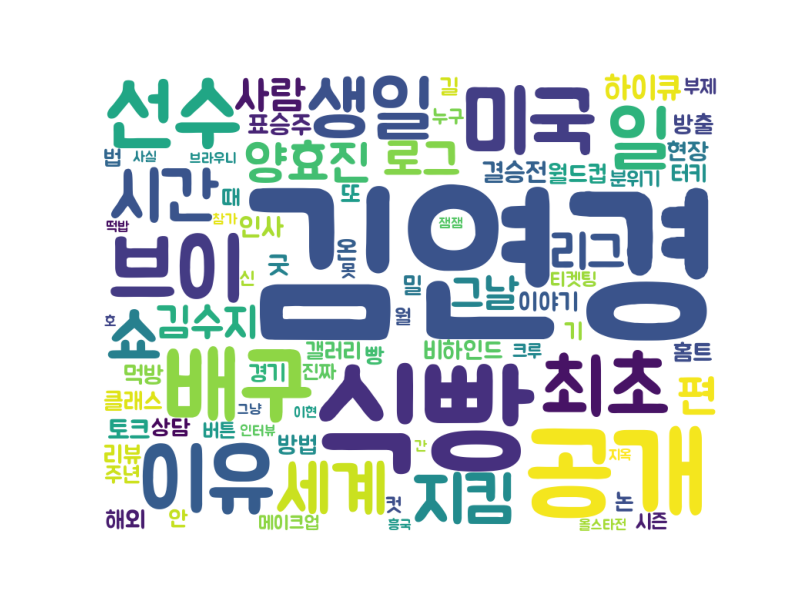 선수 사람 생일 길 미국 하이큐 부제
표승주 누구 일 방출
법 사실 브라우니 양효진 로그 결승전 월드컵 분위기 현장 터키
시간 때 또
떡밥 참가 인사 김연경 잼잼
브이 신 굿 온 못 리그
밀 그날 이야기 티켓팅
호 쇼 김수지 월 기
갤러리 빵 비하인드 크루 홈트
먹방 배구 경기 진짜 식빵 최초 편
클래스 그냥 이현
토크 상담 버튼 인터뷰
리뷰 이유 방법 간 공개 지옥
주년 세계 지킴
컷 논
해외 안 메이크업 흥국 올스타전 시즌